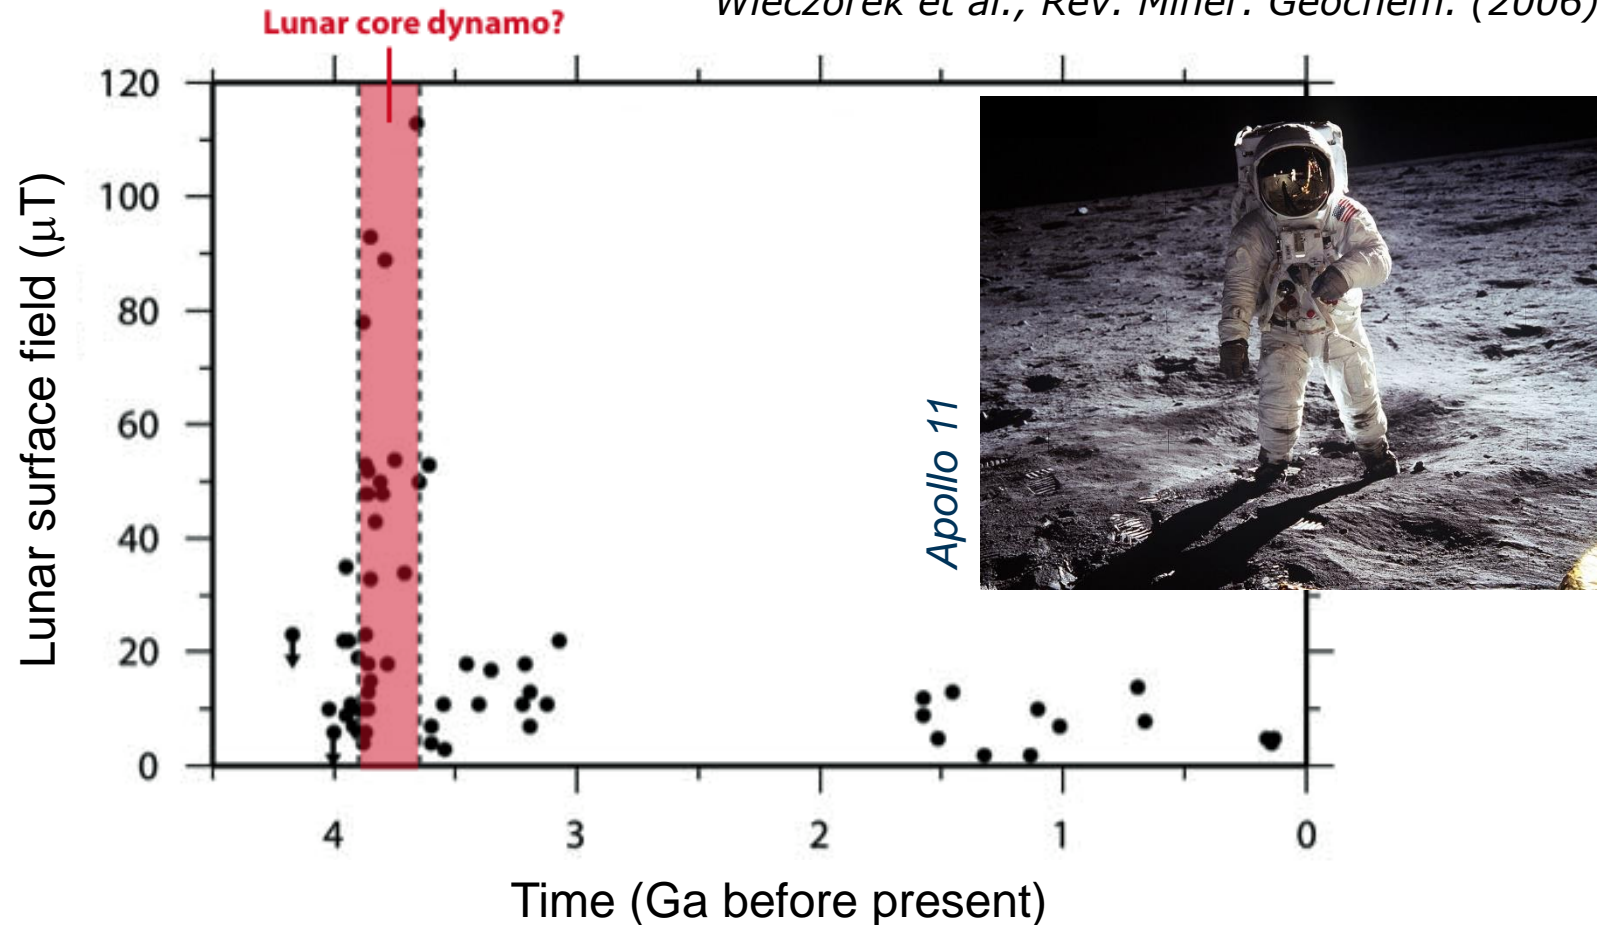 Wieczorek et al., Rev. Miner. Geochem. (2006)
Lunar core dynamo?
120
100
80
60
40
20
0
Lunar surface field (µT)
Apollo 11
4 3 2 1 0
Time (Ga before present)